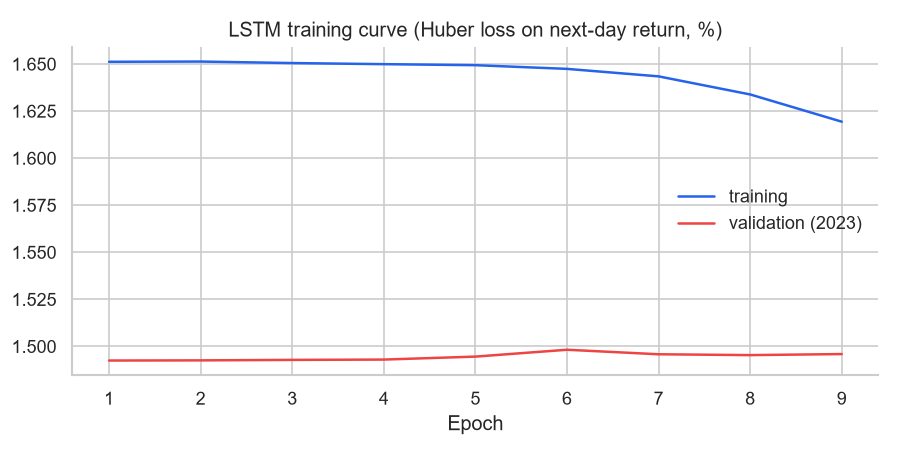 LSTM training curve (Huber loss on next-day return, %)
1.650
1.625
1.600
1.575
1.550
1.525
1.500
training
validation (2023)
1 2 3 4 5 6 7 8 9
Epoch